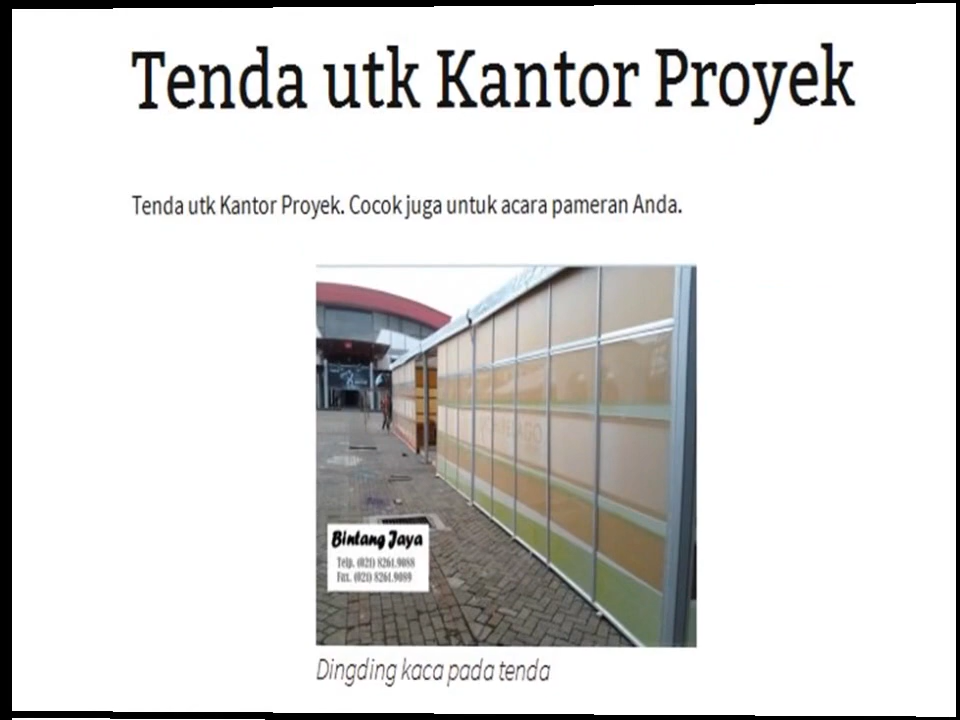 Tenda utk Kantor Proyek
Tenda utk Kantor Proyek. Cocok juga untuk acara pameran Anda.
Bintang Jaya
Telp. (021) 8261.9088
Fax. (021) 8261.9089
Dingding kaca pada tenda